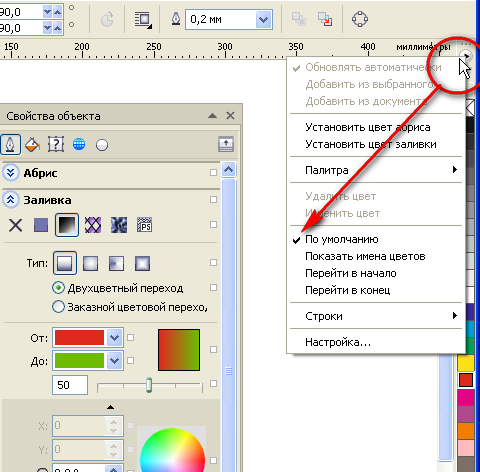 90,0
90,0
0,2 мм
150 200 250 300 350 400 миллиметры
Обновлять автоматически
Добавить из выбранного
Добавить из документа
Установить цвет абриса
Установить цвет заливки
Палитра
Удалить цвет
Изменить цвет
По умолчанию
Показать имена цветов
Перейти в начало
Перейти в конец
Строки
Настройка...
Свойства объекта
Абрис
Заливка
PS
Тип:
Двухцветный переход
Заказной цветовой перехо,
От:
До:
50
X: 0
Y: 0